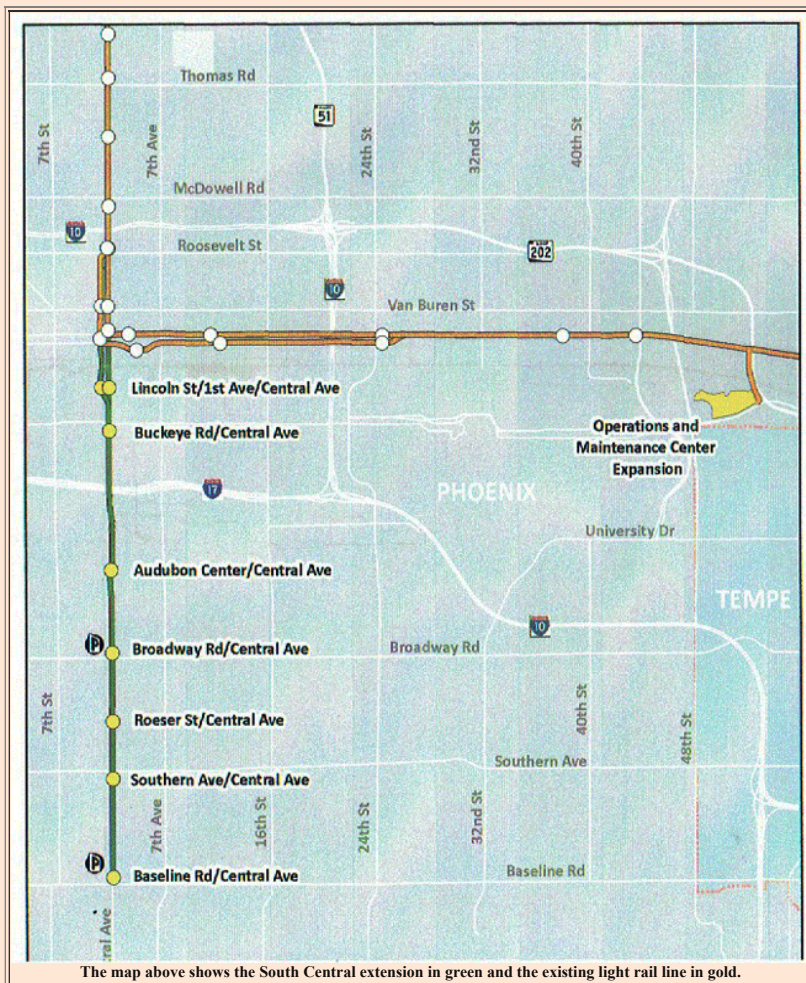 Thomas Rd
51
7th St
7th Ave
24th St
32nd St
40th St
McDowell Rd
10
Roosevelt St
LOOP
202
10
Van Buren St
Lincoln St/1st Ave/Central Ave
Buckeye Rd/Central Ave
Operations and
Maintenance Center
Expansion
17
PHOENIX
University Dr
Audubon Center/Central Ave
TEMPE
10
P
Broadway Rd/Central Ave
Broadway Rd
7th St
Roeser St/Central Ave
40th St
48th St
Southern Ave
Southern Ave/Central Ave
7th Ave
16th St
24th St
32nd St
P
Baseline Rd/Central Ave
Baseline Rd
ral Ave
The map above shows the South Central extension in green and the existing light rail line in gold.